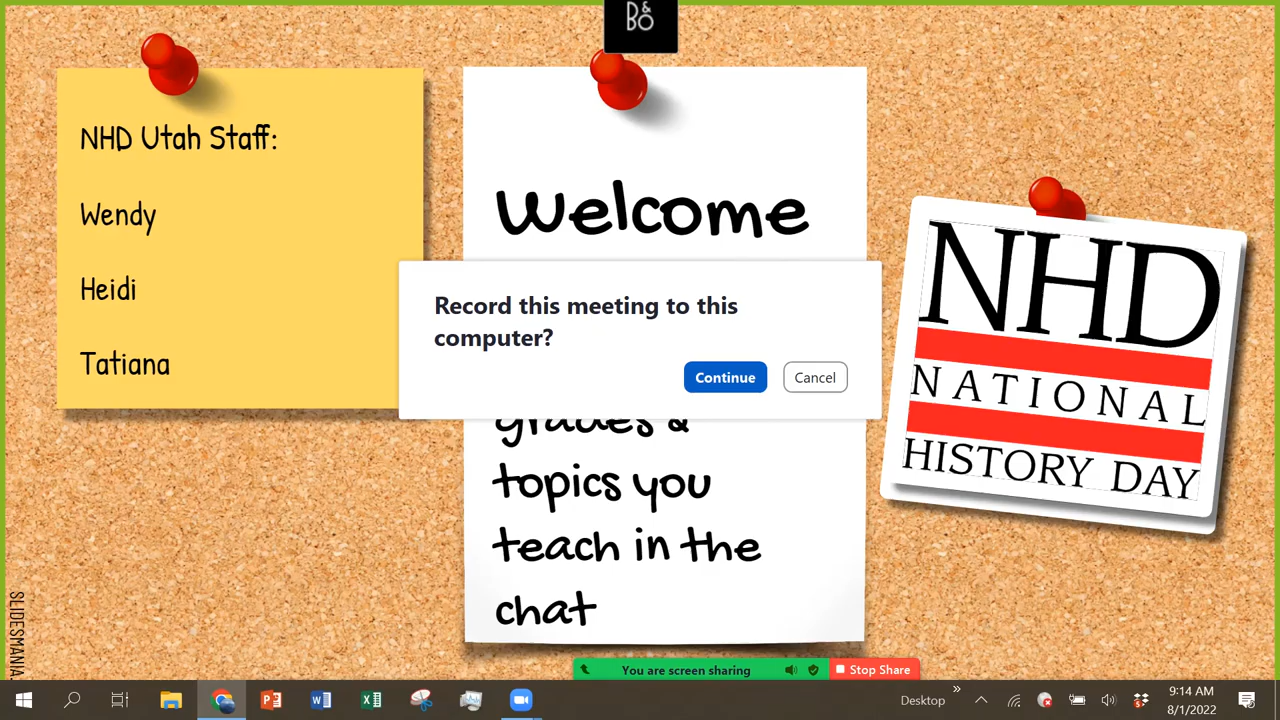 B&
BO
NHD Utah Staff:
Wendy
Heidi
Tatiana
Welcome
Record this meeting to this
computer?
Continue
Cancel
grades &
topics you
teach in the
chat
NHD
NATIONAL
HISTORY DAY
SLIDESMANIA
You are screen sharing
Stop Share
Desktop
9:14 AM
8/1/2022